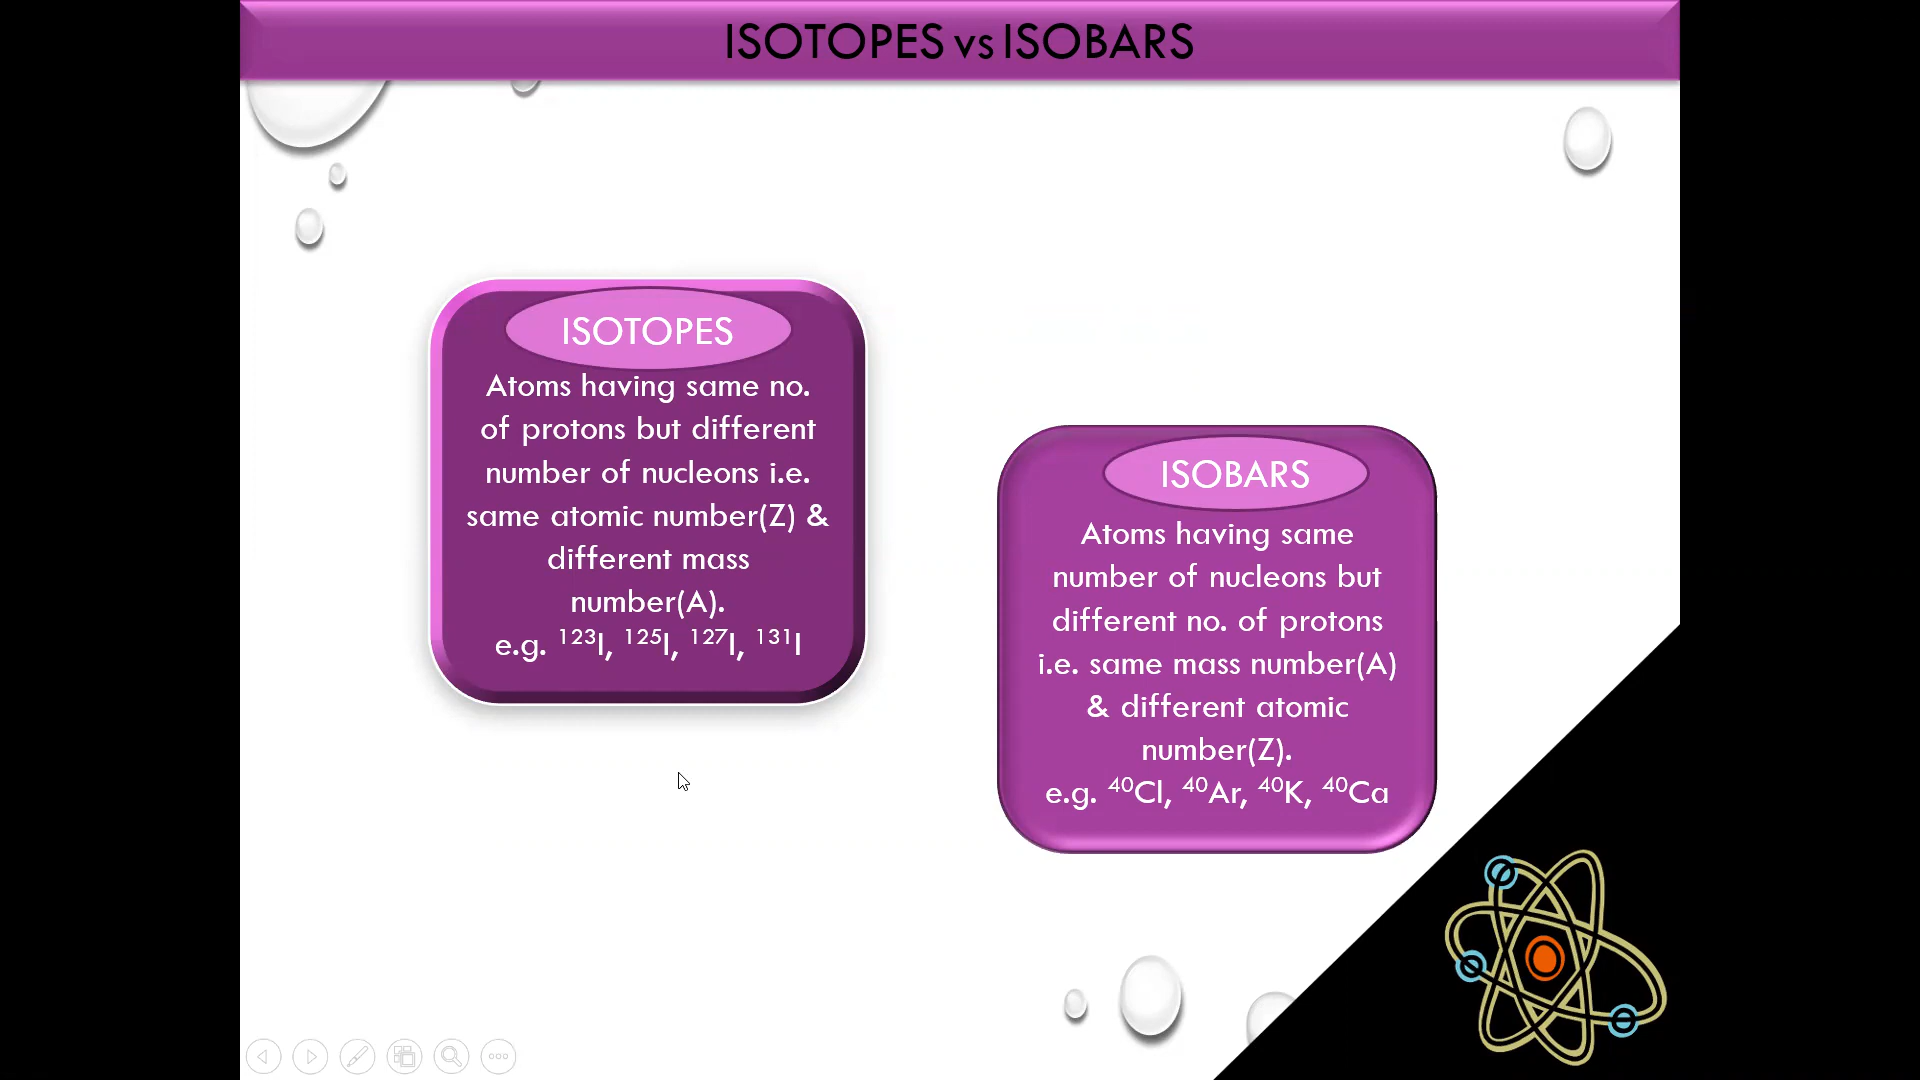 ISOTOPES vs ISOBARS
ISOTOPES
Atoms having same no.
of protons but different
number of nucleons i.e.
same atomic number(Z) &
different mass
number(A).
e.g. ¹²³I, ¹²⁵I, ¹²⁷I, ¹³¹I
ISOBARS
Atoms having same
number of nucleons but
different no. of protons
i.e. same mass number(A)
& different atomic
number(Z).
e.g. ⁴⁰Cl, ⁴⁰Ar, ⁴⁰K, ⁴⁰Ca